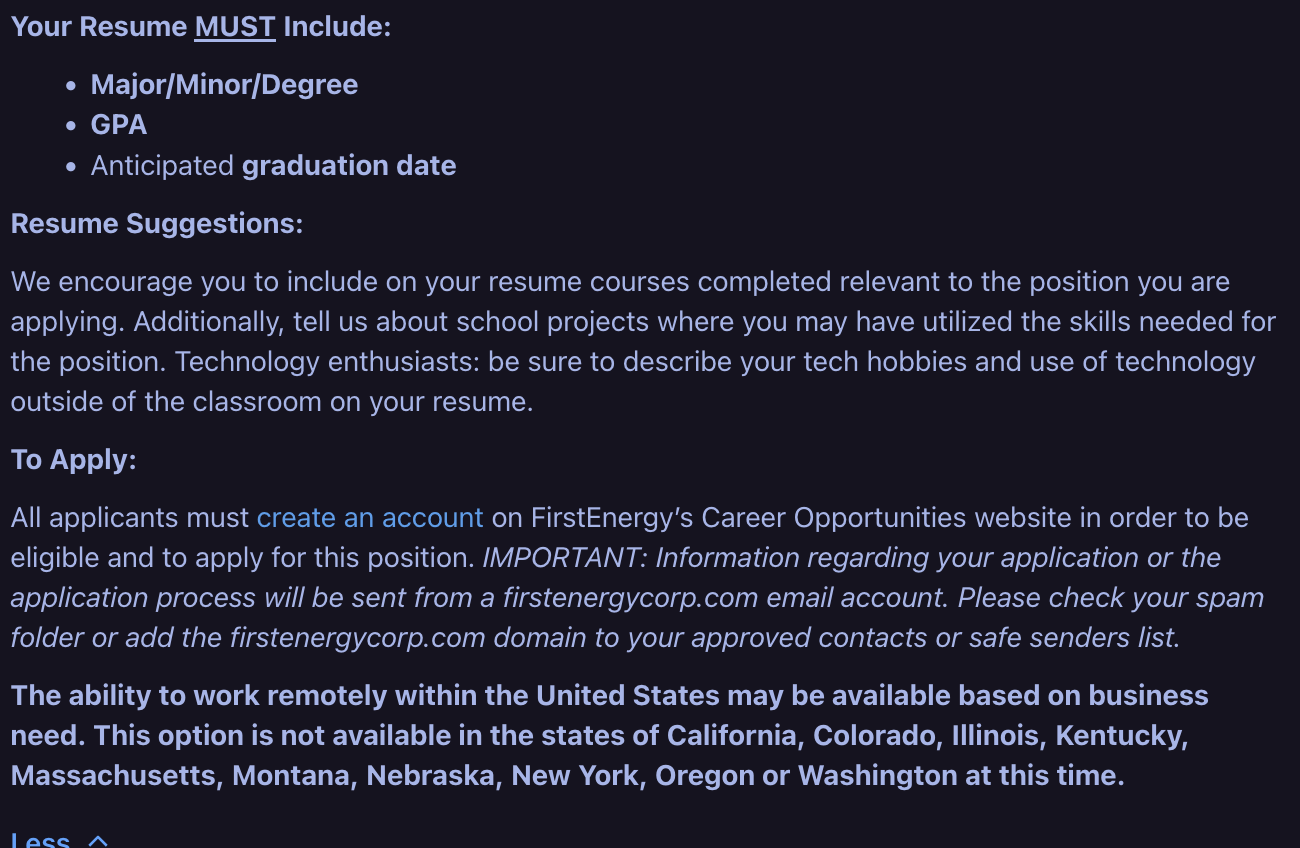 Your Resume MUST Include:
• Major/Minor/Degree
• GPA
• Anticipated graduation date
Resume Suggestions:
We encourage you to include on your resume courses completed relevant to the position you are
applying. Additionally, tell us about school projects where you may have utilized the skills needed for
the position. Technology enthusiasts: be sure to describe your tech hobbies and use of technology
outside of the classroom on your resume.
To Apply:
All applicants must create an account on FirstEnergy’s Career Opportunities website in order to be
eligible and to apply for this position. IMPORTANT: Information regarding your application or the
application process will be sent from a firstenergycorp.com email account. Please check your spam
folder or add the firstenergycorp.com domain to your approved contacts or safe senders list.
The ability to work remotely within the United States may be available based on business
need. This option is not available in the states of California, Colorado, Illinois, Kentucky,
Massachusetts, Montana, Nebraska, New York, Oregon or Washington at this time.
Less